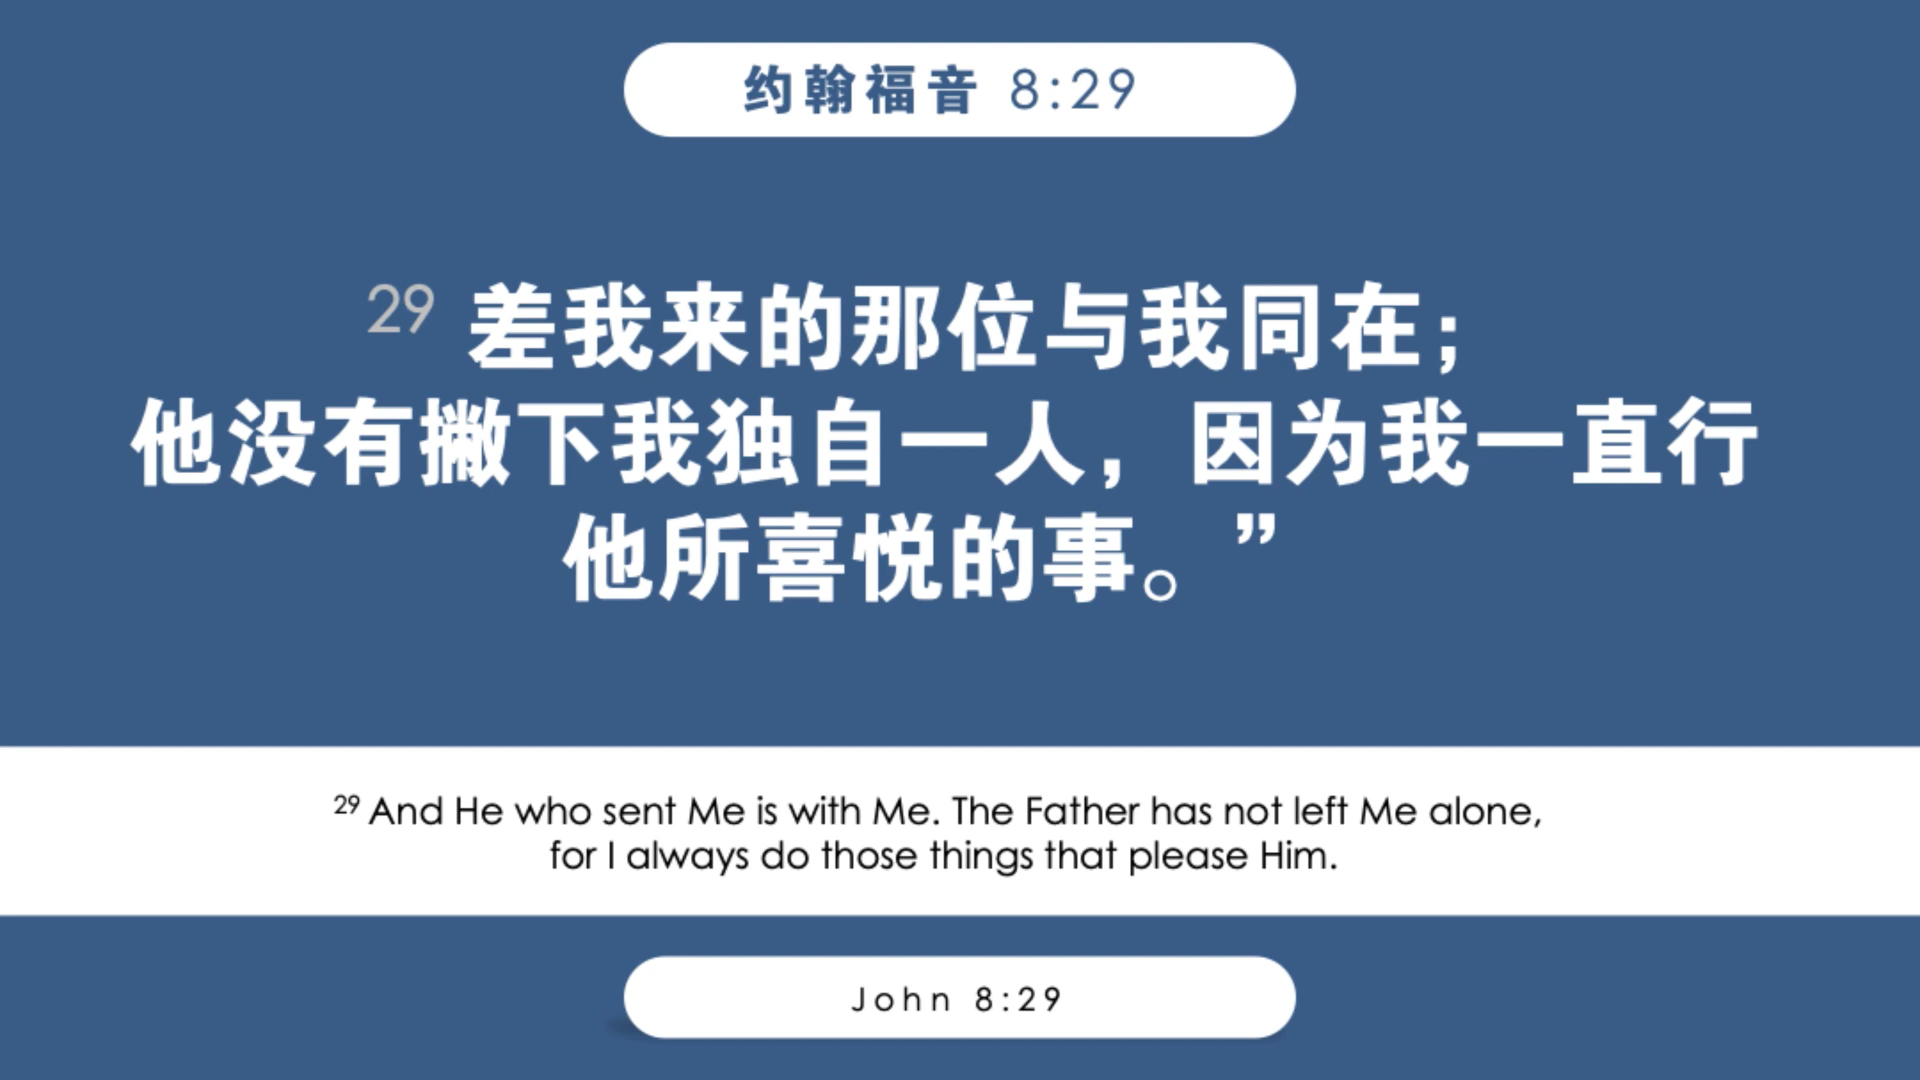 约翰福音 8:29
29 差我来的那位与我同在；
他没有撇下我独自一人，因为我一直行
他所喜悦的事。”
29 And He who sent Me is with Me. The Father has not left Me alone,
for I always do those things that please Him.
John 8:29